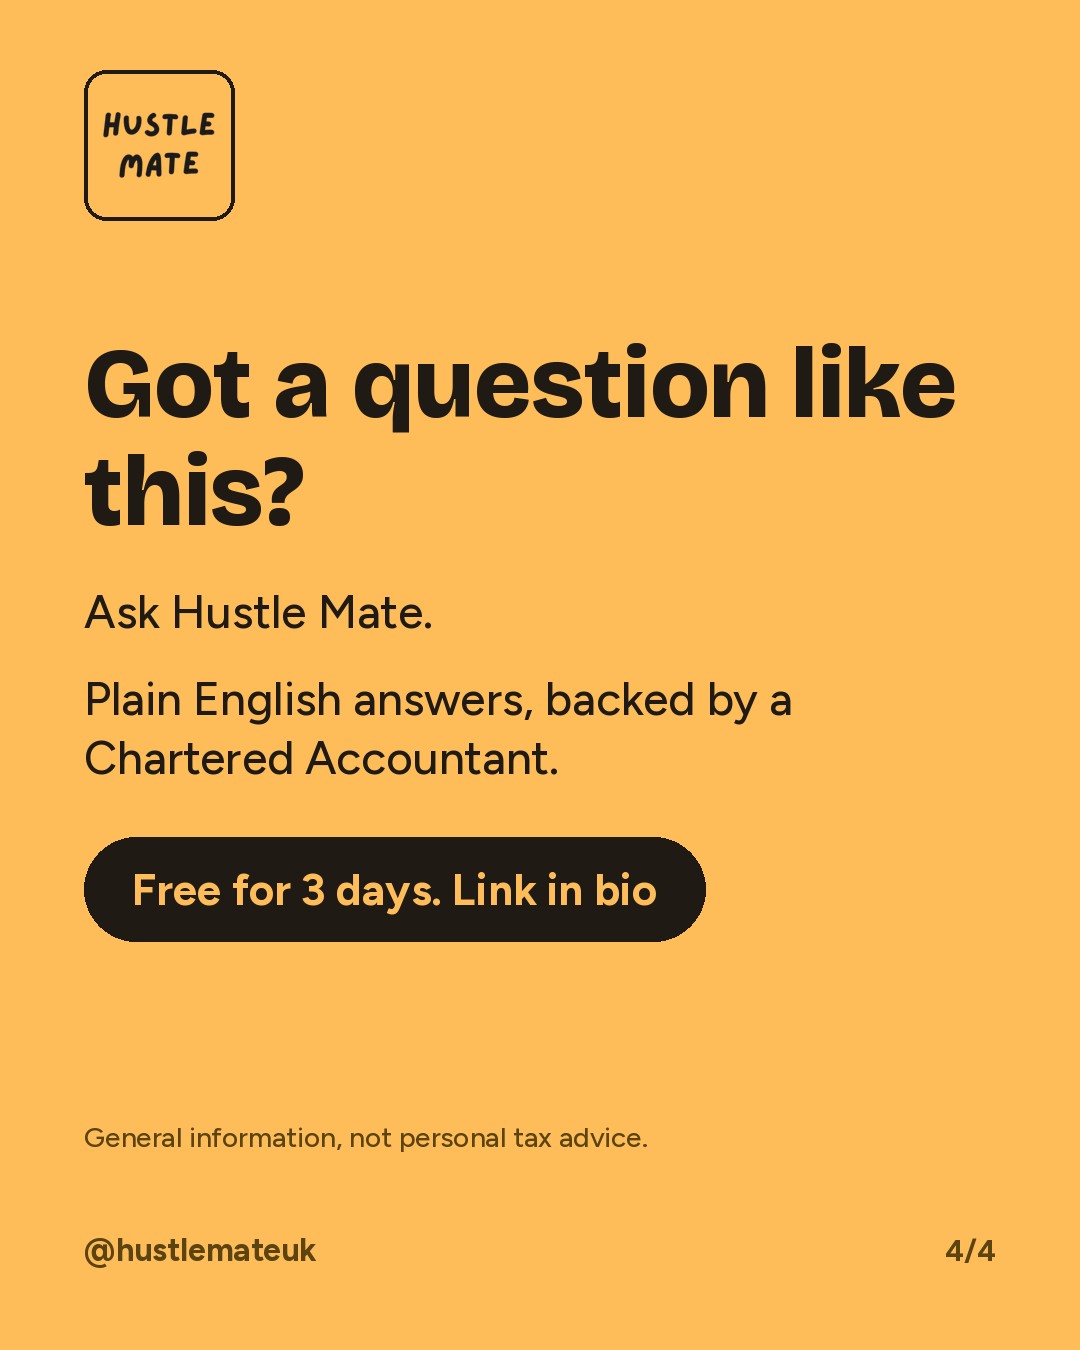 HUSTLE
MATE
Got a question like
this?
Ask Hustle Mate.
Plain English answers, backed by a
Chartered Accountant.
Free for 3 days. Link in bio
General information, not personal tax advice.
@hustlemateuk
4/4